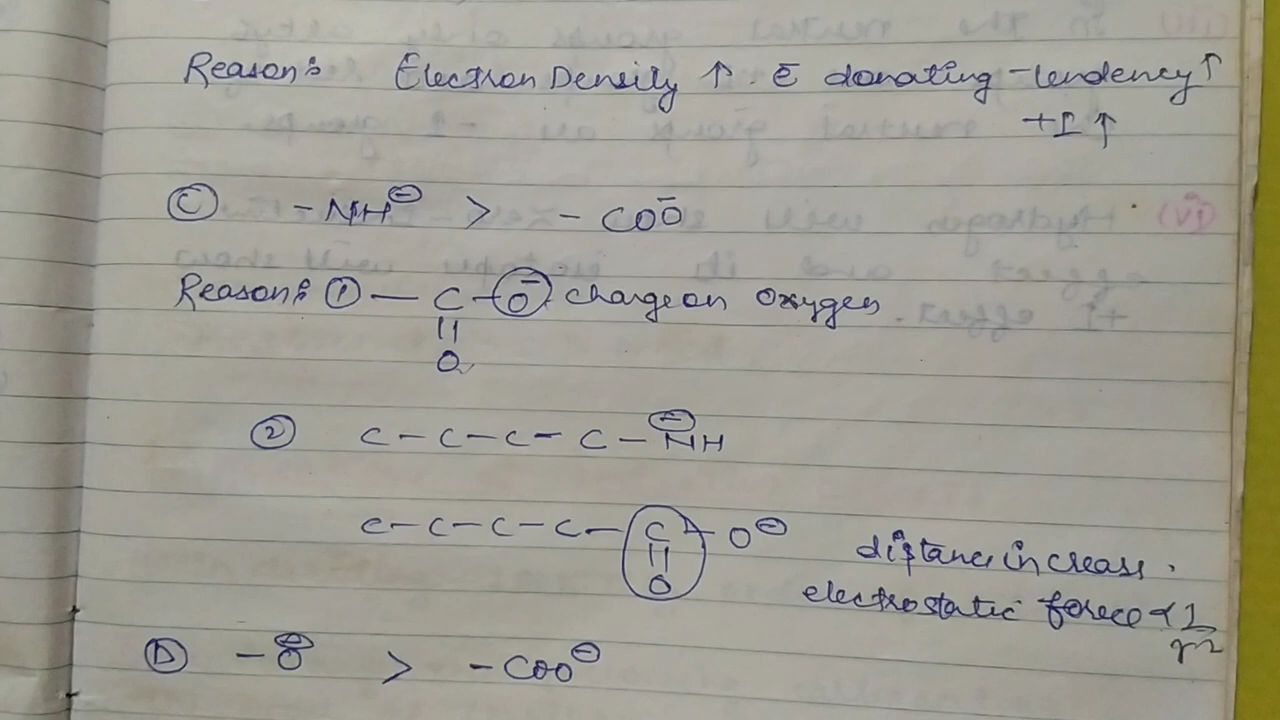 Reason: Electron Density ↑ . ē donating -tendency ↑
+I ↑
(C) -NH⊖ > -COŌ
Reason: (1) — C — Ō charge on oxygen.
||
O
(2) C - C - C - C - NH⊖
C - C - C - C - C - O⊖
||
O
distance increase.
electrostatic force ∝ 1/r2
(D) -O⊖ > -COO⊖